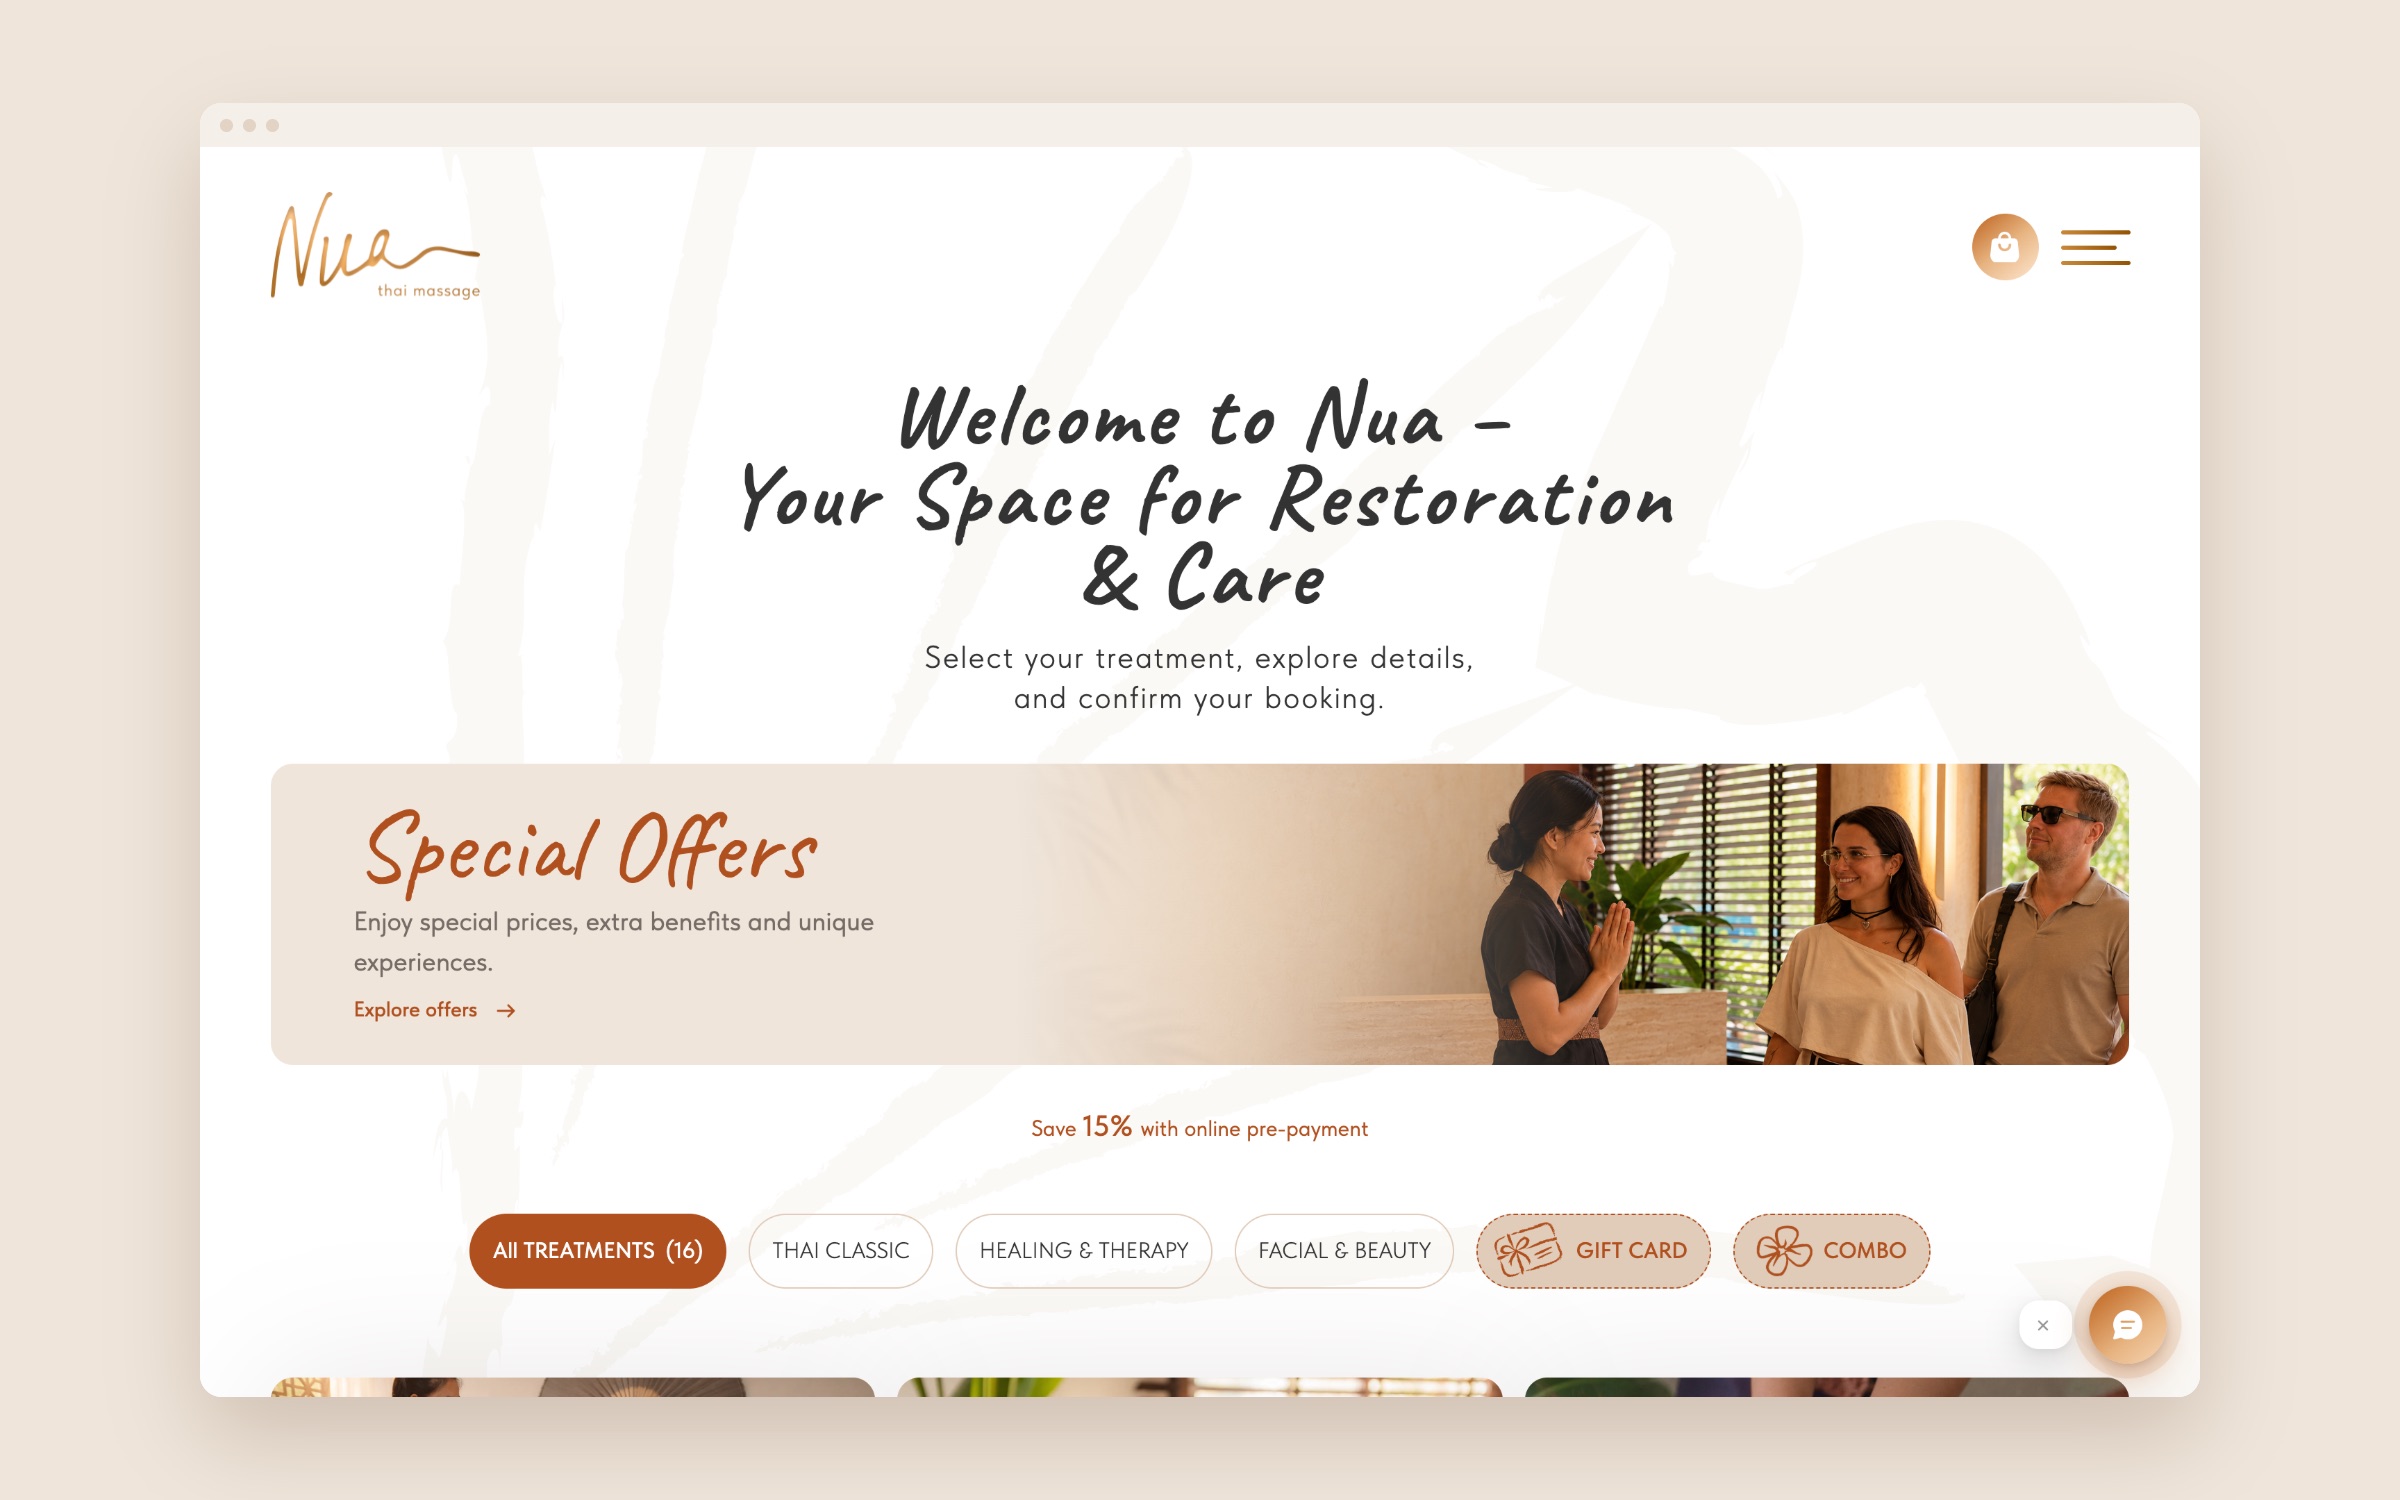 Nua
thai massage
Welcome to Nua –
Your Space for Restoration
& Care
Select your treatment, explore details,
and confirm your booking.
Special Offers
Enjoy special prices, extra benefits and unique
experiences.
Explore offers →
Save 15% with online pre-payment
All TREATMENTS (16)
THAI CLASSIC
HEALING & THERAPY
FACIAL & BEAUTY
GIFT CARD
COMBO